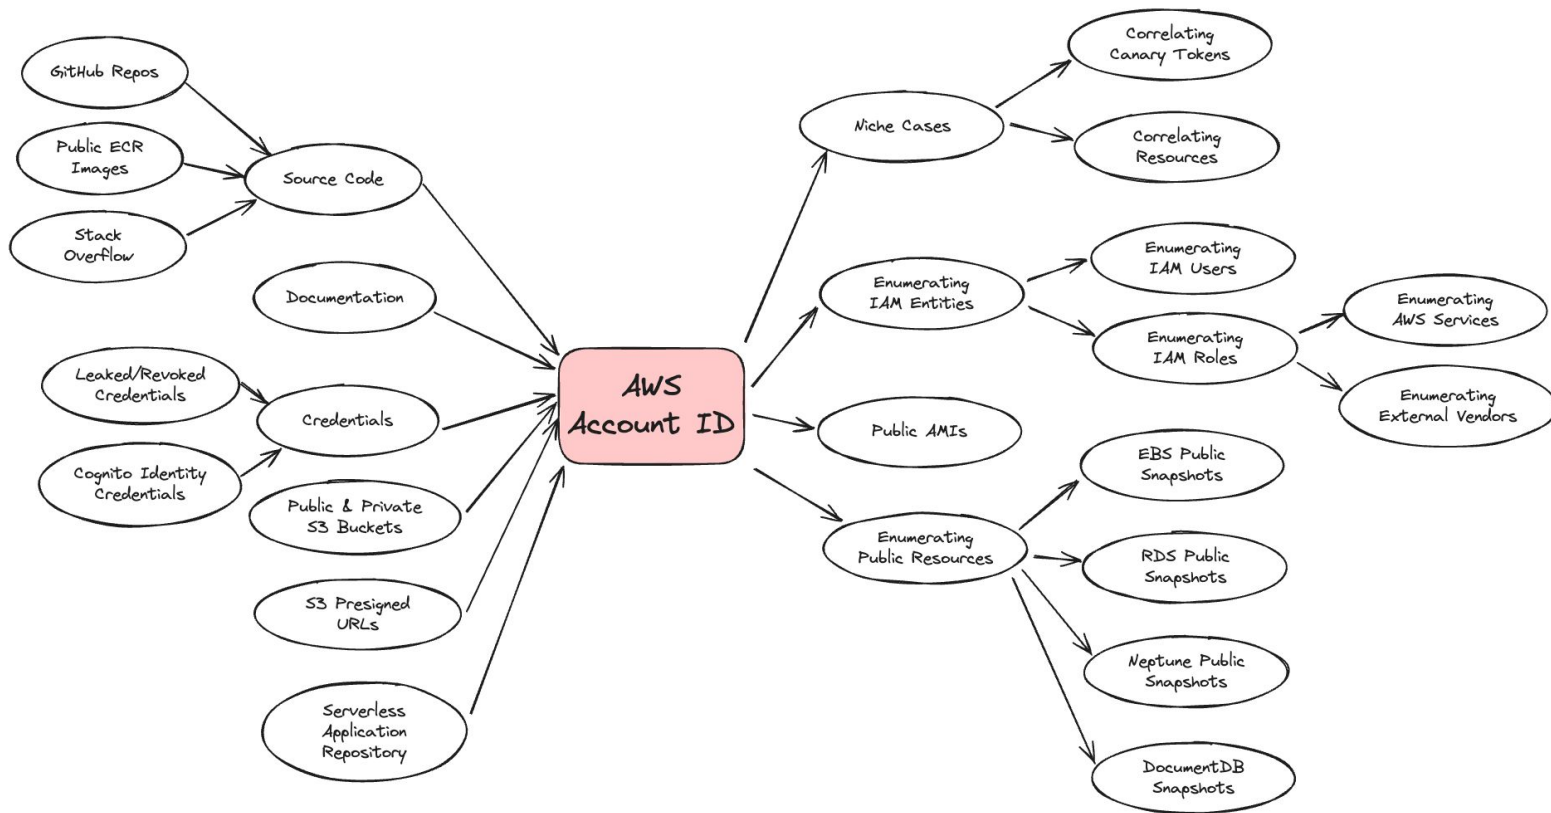 GitHub Repos
Public ECR
Images
Stack
Overflow
Source Code
Documentation
Leaked/Revoked
Credentials
Cognito Identity
Credentials
Credentials
Public & Private
S3 Buckets
S3 Presigned
URLs
Serverless
Application
Repository
AWS
Account ID
Niche Cases
Correlating
Canary Tokens
Correlating
Resources
Enumerating
IAM Entities
Enumerating
IAM Users
Enumerating
IAM Roles
Enumerating
AWS Services
Enumerating
External Vendors
Public AMIs
Enumerating
Public Resources
EBS Public
Snapshots
RDS Public
Snapshots
Neptune Public
Snapshots
DocumentDB
Snapshots